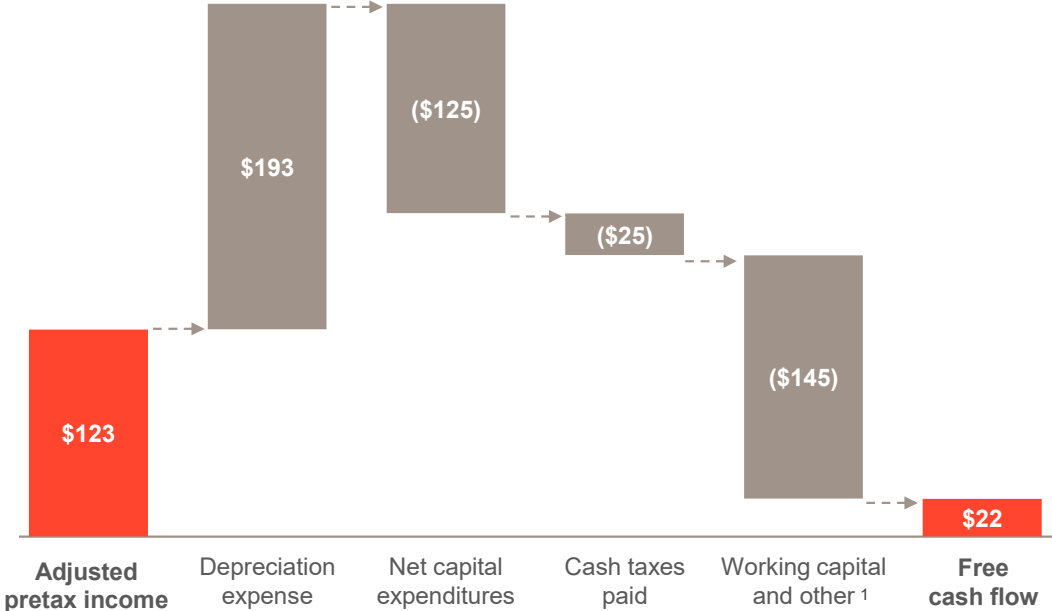 ($125)
$193
($25)
($145)
$123
$22
Adjusted
pretax income
Depreciation
expense
Net capital
expenditures
Cash taxes
paid
Working capital
and other 1
Free
cash flow